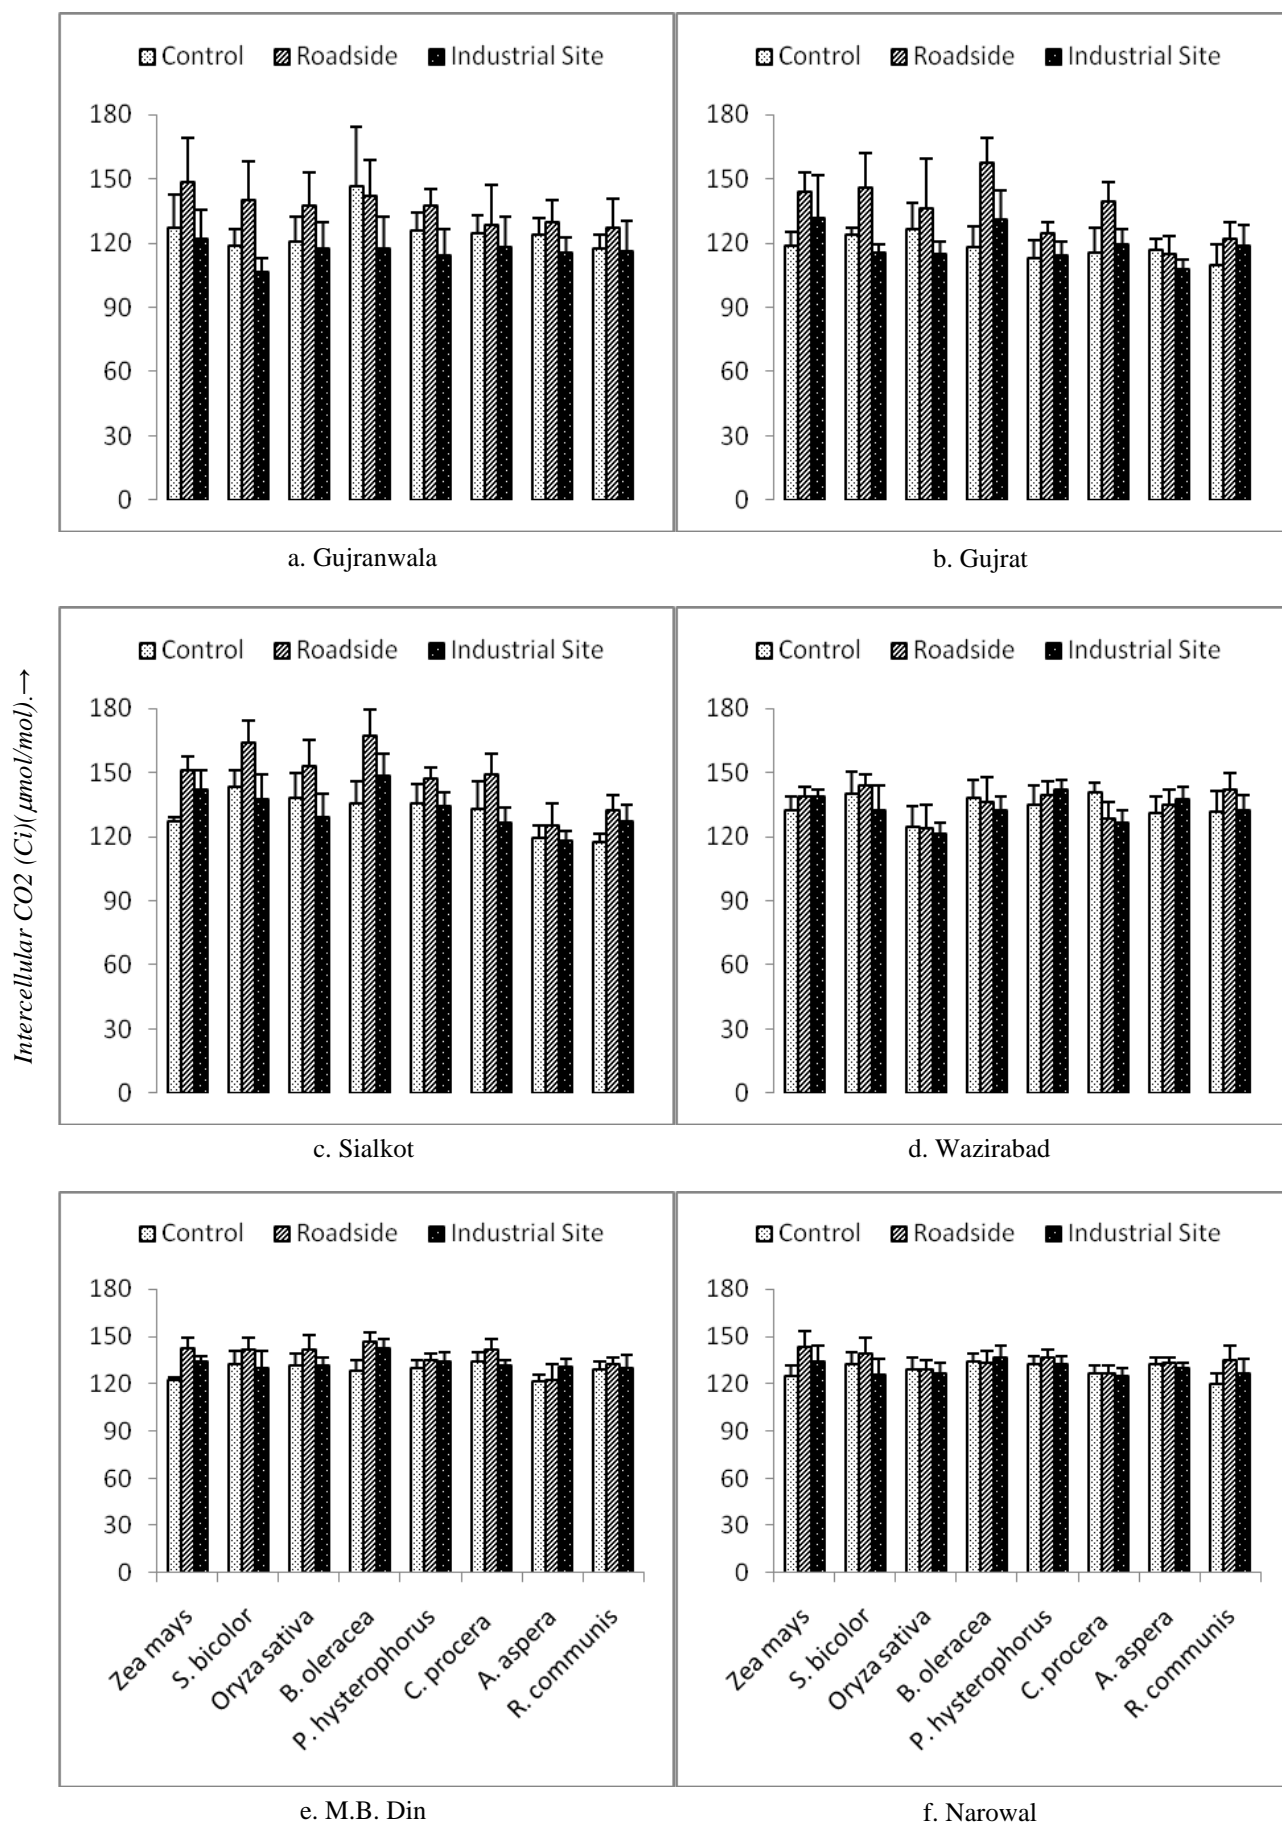 Control Roadside Industrial Site
180
150
120
90
60
30
0
a. Gujranwala
Control Roadside Industrial Site
180
150
120
90
60
30
0
b. Gujrat
Intercellular CO2 (Ci)(µmol/mol).→
Control Roadside Industrial Site
180
150
120
90
60
30
0
c. Sialkot
Control Roadside Industrial Site
180
150
120
90
60
30
0
d. Wazirabad
Control Roadside Industrial Site
180
150
120
90
60
30
0
Zea mays
S. bicolor
Oryza sativa
B. oleracea
P. hysterophorus
C. procera
A. aspera
R. communis
e. M.B. Din
Control Roadside Industrial Site
180
150
120
90
60
30
0
Zea mays
S. bicolor
Oryza sativa
B. oleracea
P. hysterophorus
C. procera
A. aspera
R. communis
f. Narowal